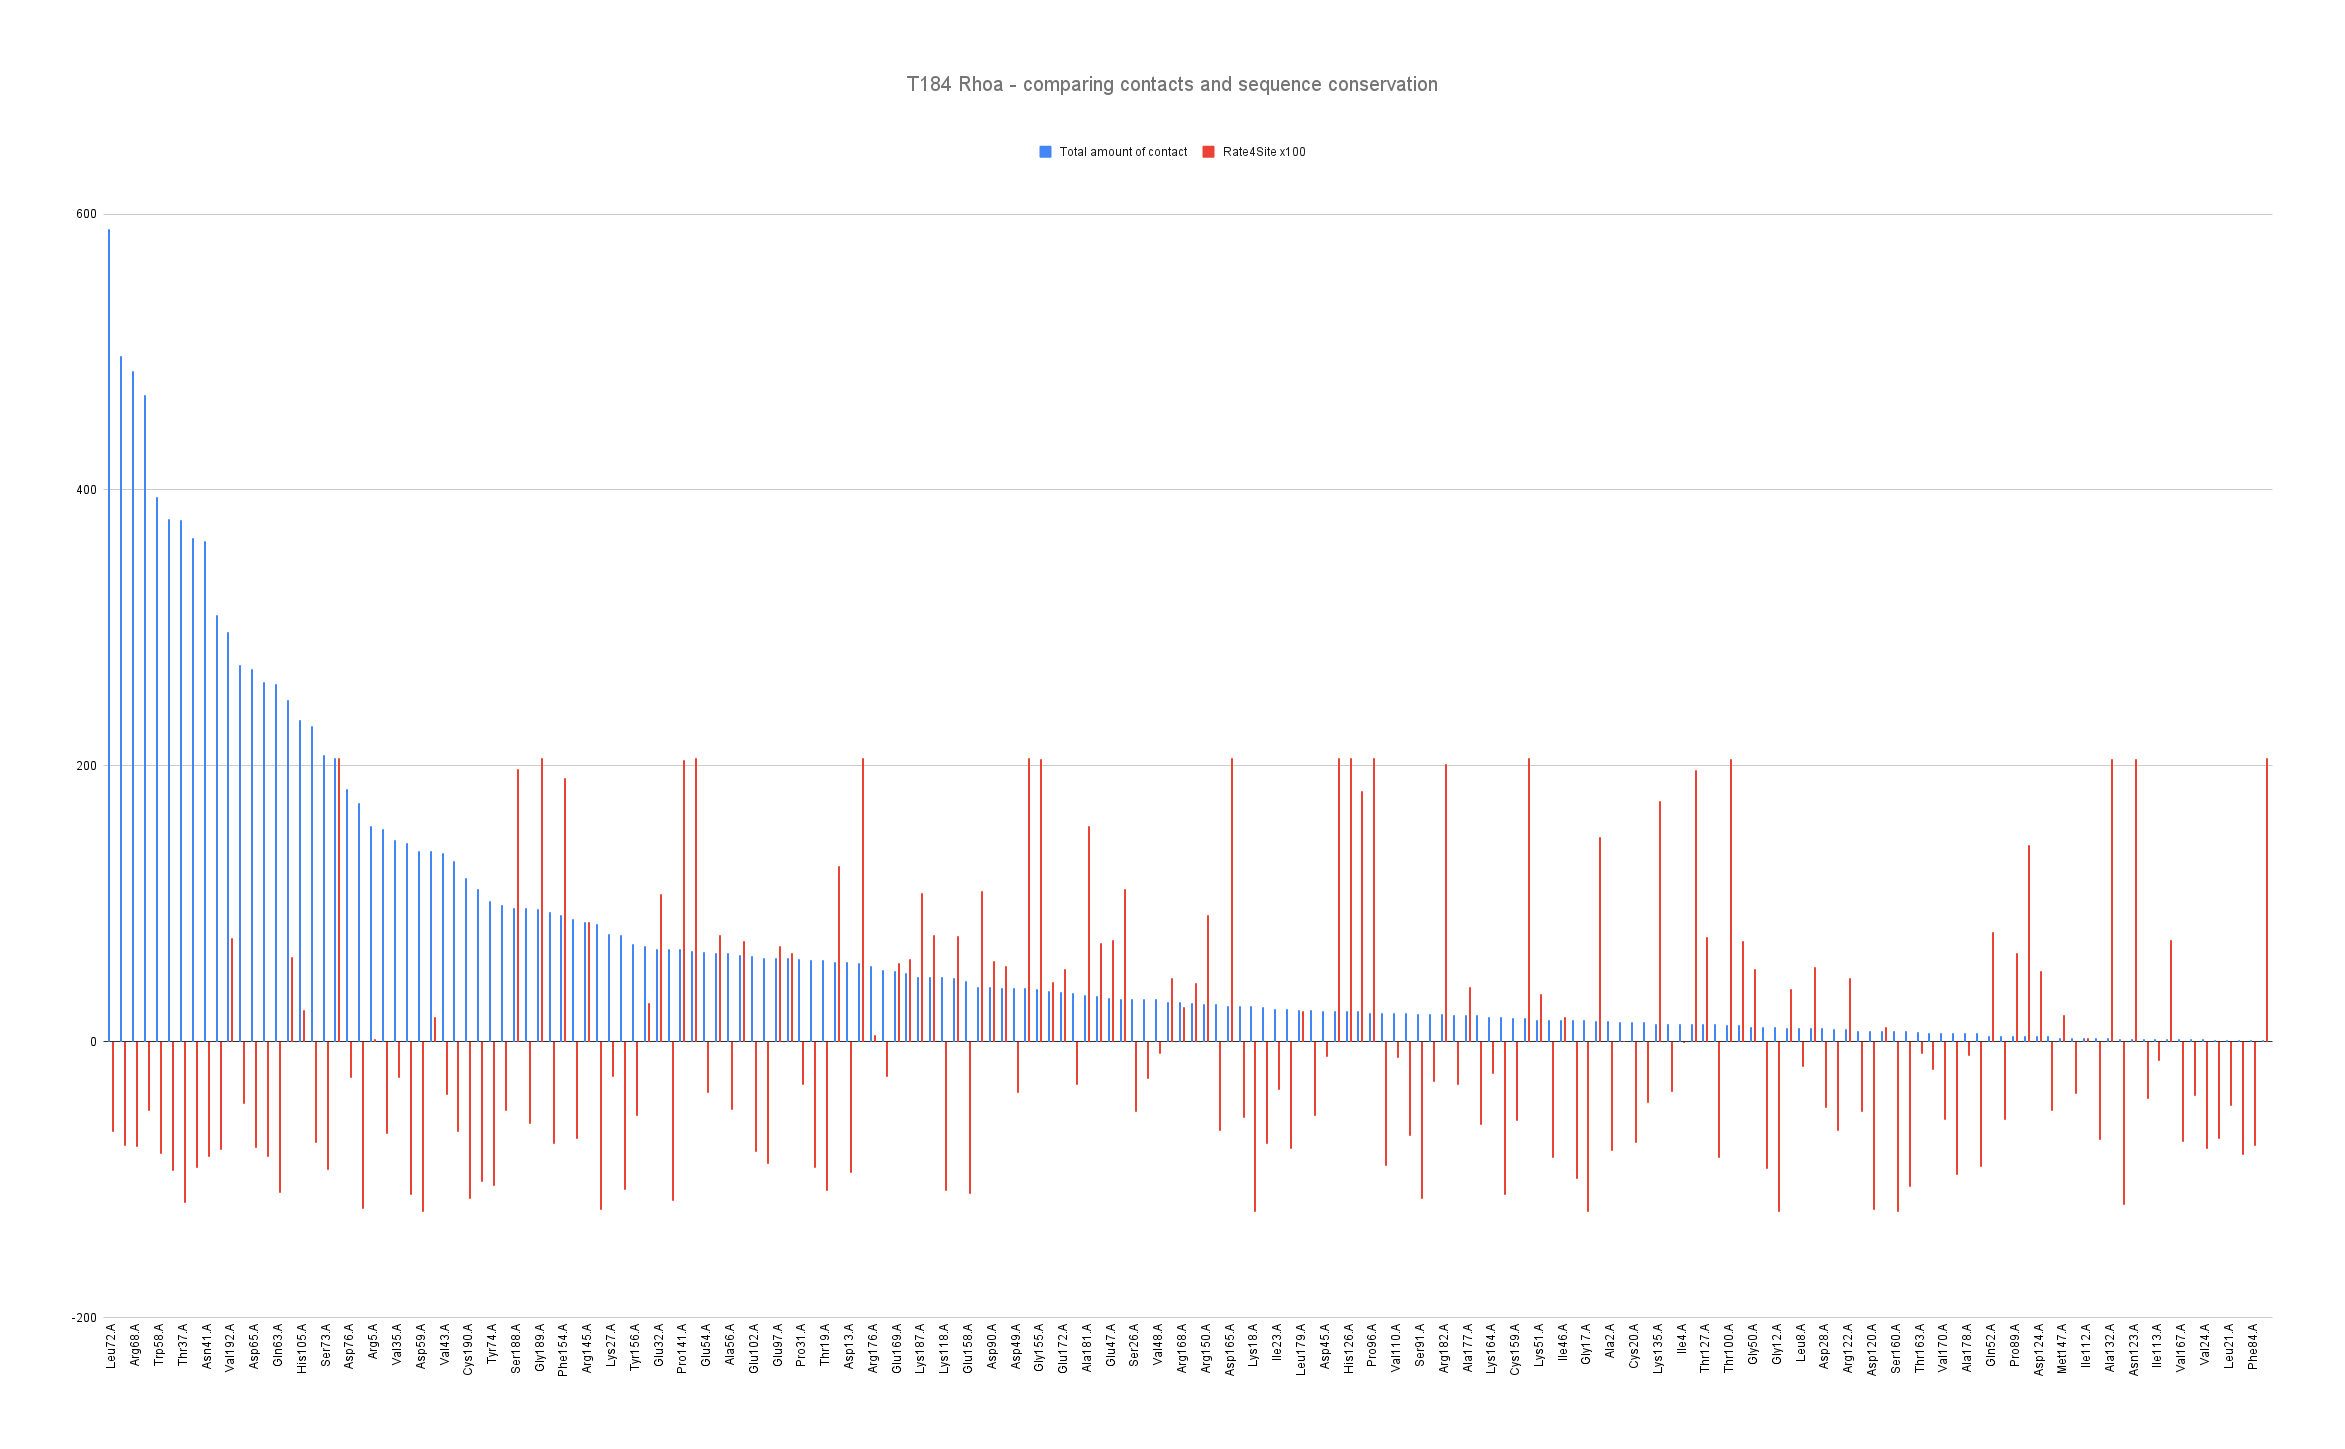 T184 Rhoa - comparing contacts and sequence conservation
Total amount of contact
Rate4Site x100
600
400
200
0
-200
Leu72.A
Arg68.A
Trp58.A
Thr37.A
Asn41.A
Val192.A
Asp65.A
Gln63.A
His105.A
Ser73.A
Asp76.A
Arg5.A
Val35.A
Asp59.A
Val43.A
Cys190.A
Tyr74.A
Ser188.A
Gly189.A
Phe154.A
Arg145.A
Lys27.A
Tyr156.A
Glu32.A
Pro141.A
Glu54.A
Ala56.A
Glu102.A
Glu97.A
Pro31.A
Thr19.A
Asp13.A
Arg176.A
Glu169.A
Lys187.A
Lys118.A
Glu158.A
Asp90.A
Asp49.A
Gly155.A
Glu172.A
Ala181.A
Glu47.A
Ser26.A
Val48.A
Arg168.A
Arg150.A
Asp165.A
Lys18.A
Ile23.A
Leu179.A
Asp45.A
His126.A
Pro96.A
Val110.A
Ser91.A
Arg182.A
Ala177.A
Lys164.A
Cys159.A
Lys51.A
Ile46.A
Gly17.A
Ala2.A
Cys20.A
Lys135.A
Ile4.A
Thr127.A
Thr100.A
Gly50.A
Gly12.A
Leu8.A
Asp28.A
Arg122.A
Asp120.A
Ser160.A
Thr163.A
Val170.A
Ala178.A
Gln52.A
Pro89.A
Asp124.A
Met147.A
Ile112.A
Ala132.A
Asn123.A
Ile113.A
Val167.A
Val24.A
Leu21.A
Phe84.A